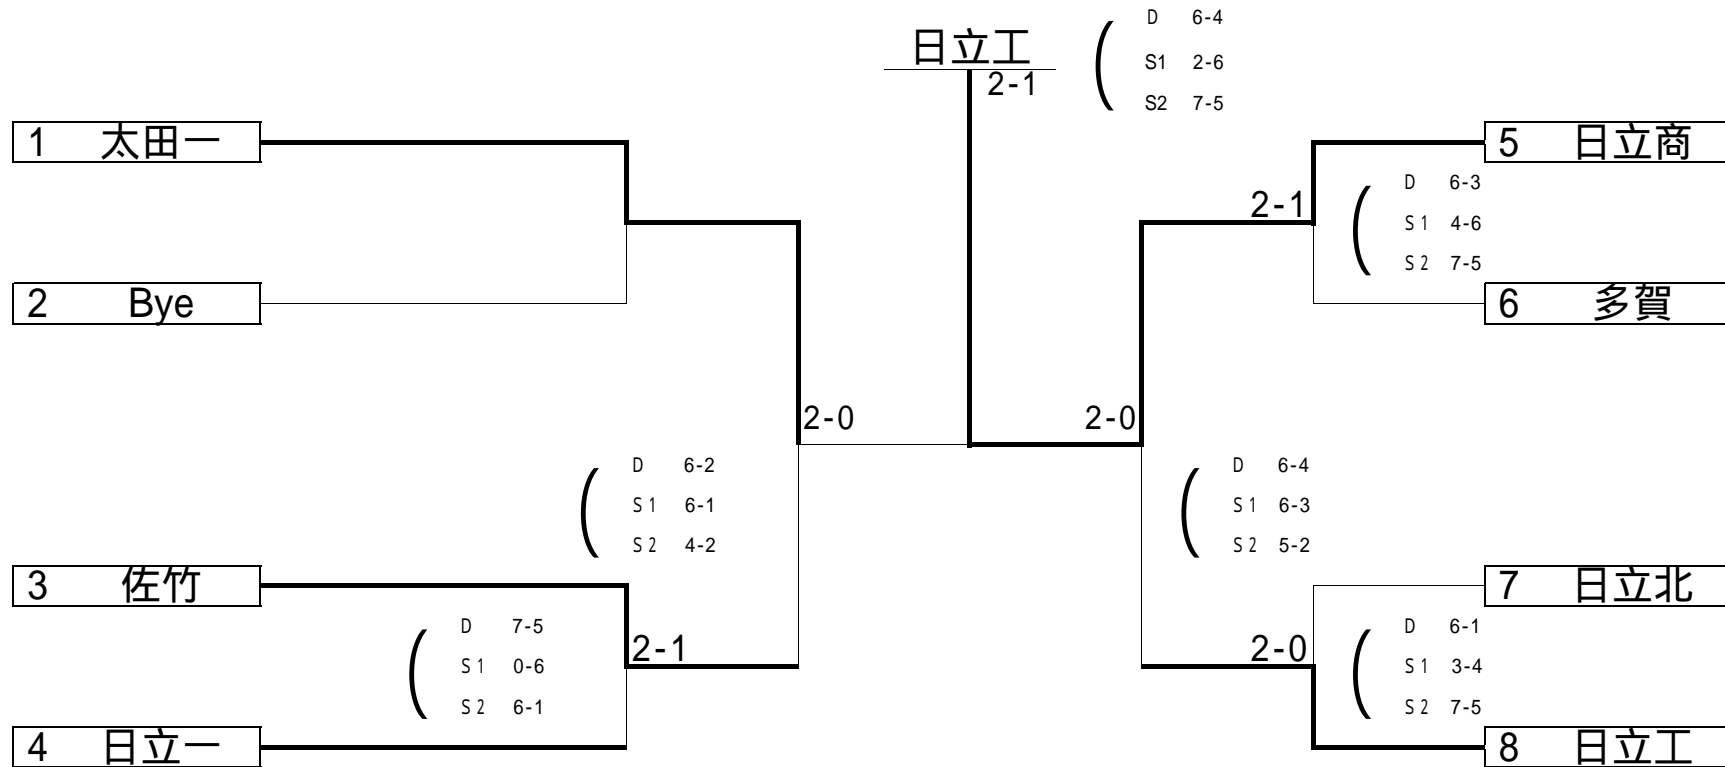 日立工
2-1
D 6-4
S1 2-6
S2 7-5
1 太田一
2 Bye
2-0
D 6-2
S1 6-1
S2 4-2
3 佐竹
D 7-5
S1 0-6
S2 6-1
2-1
4 日立一
5 日立商
2-1
D 6-3
S1 4-6
S2 7-5
6 多賀
2-0
D 6-4
S1 6-3
S2 5-2
7 日立北
2-0
D 6-1
S1 3-4
S2 7-5
8 日立工